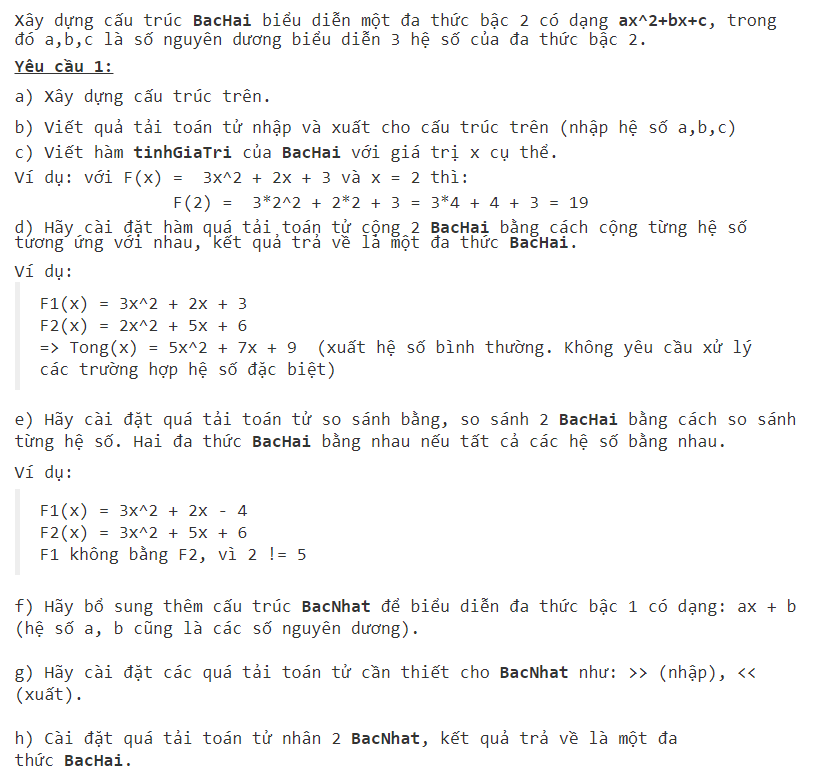 Xây dựng cấu trúc BacHai biểu diễn một đa thức bậc 2 có dạng ax^2+bx+c, trong
đó a,b,c là số nguyên dương biểu diễn 3 hệ số của đa thức bậc 2.
Yêu cầu 1:
a) Xây dựng cấu trúc trên.
b) Viết quả tải toán tử nhập và xuất cho cấu trúc trên (nhập hệ số a,b,c)
c) Viết hàm tinhGiaTri của BacHai với giá trị x cụ thể.
Ví dụ: với F(x) =  3x^2 + 2x + 3 và x = 2 thì:
F(2) =  3*2^2 + 2*2 + 3 = 3*4 + 4 + 3 = 19
d) Hãy cài đặt hàm quá tải toán tử cộng 2 BacHai bằng cách cộng từng hệ số
tương ứng với nhau, kết quả trả về là một đa thức BacHai.
Ví dụ:
F1(x) = 3x^2 + 2x + 3
F2(x) = 2x^2 + 5x + 6
=> Tong(x) = 5x^2 + 7x + 9  (xuất hệ số bình thường. Không yêu cầu xử lý
các trường hợp hệ số đặc biệt)
e) Hãy cài đặt quá tải toán tử so sánh bằng, so sánh 2 BacHai bằng cách so sánh
từng hệ số. Hai đa thức BacHai bằng nhau nếu tất cả các hệ số bằng nhau.
Ví dụ:
F1(x) = 3x^2 + 2x - 4
F2(x) = 3x^2 + 5x + 6
F1 không bằng F2, vì 2 != 5
f) Hãy bổ sung thêm cấu trúc BacNhat để biểu diễn đa thức bậc 1 có dạng: ax + b
(hệ số a, b cũng là các số nguyên dương).
g) Hãy cài đặt các quá tải toán tử cần thiết cho BacNhat như: >> (nhập), <<
(xuất).
h) Cài đặt quá tải toán tử nhân 2 BacNhat, kết quả trả về là một đa
thức BacHai.